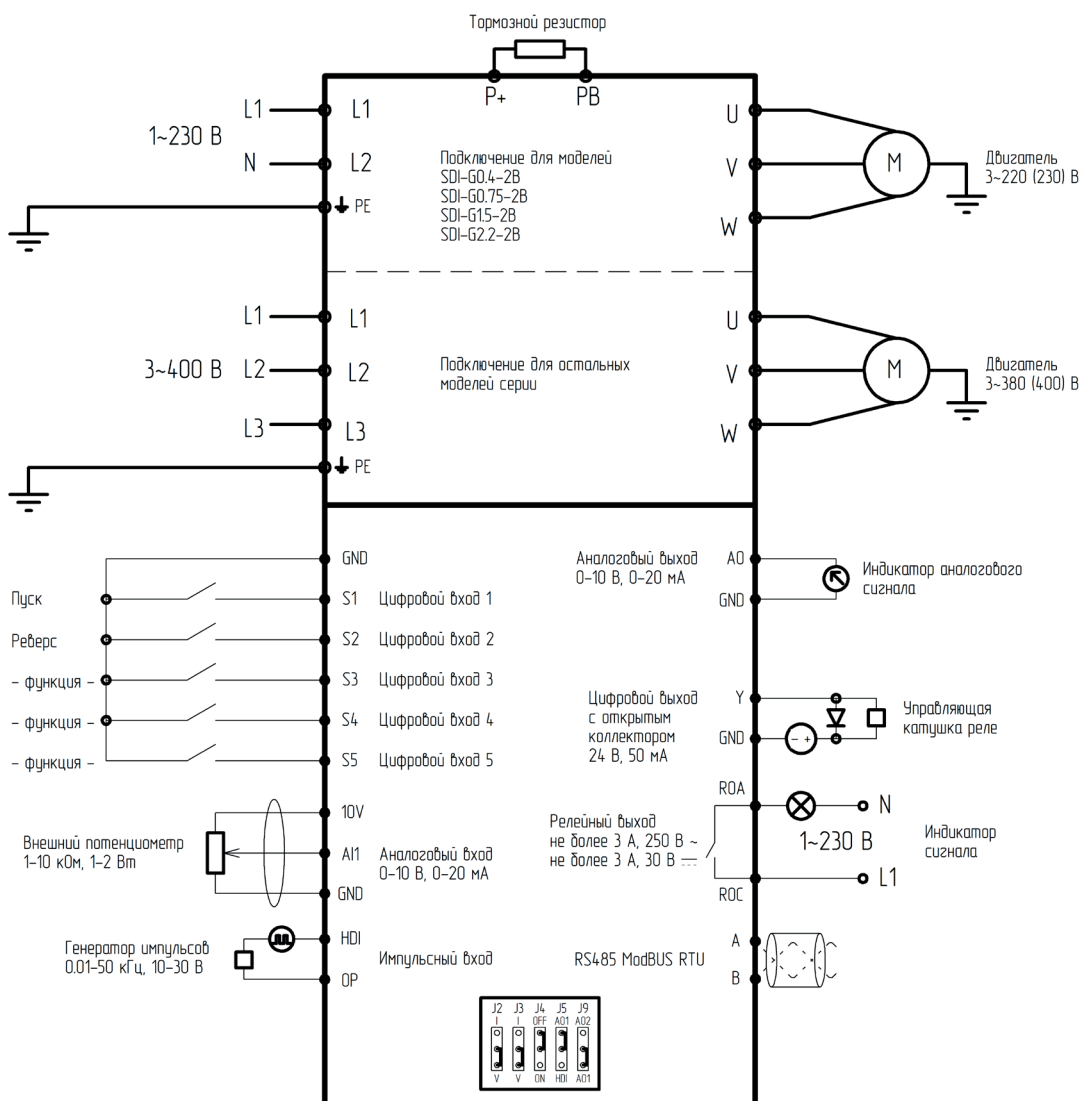 Тормозной резистор
P+ PB
L1 L1
1~230 В
N L2
PE
Подключение для моделей
SDI-G0.4-2B
SDI-G0.75-2B
SDI-G1.5-2B
SDI-G2.2-2B
U
V
W
M
Двигатель
3~220 (230) В
L1 L1
3~400 В L2 L2
L3 L3
PE
Подключение для остальных
моделей серии
U
V
W
M
Двигатель
3~380 (400) В
GND
Пуск S1 Цифровой вход 1
Реверс S2 Цифровой вход 2
- функция - S3 Цифровой вход 3
- функция - S4 Цифровой вход 4
- функция - S5 Цифровой вход 5
Аналоговый выход
0-10 В, 0-20 мА
AO
GND
Индикатор аналогового
сигнала
Цифровой выход
с открытым
коллектором
24 В, 50 мА
Y
GND
- +
Управляющая
катушка реле
Внешний потенциометр
1-10 кОм, 1-2 Вт
10V
AI1
GND
Аналоговый вход
0-10 В, 0-20 мА
Релейный выход
не более 3 А, 250 В ~
не более 3 А, 30 В
ROA
ROC
N
1~230 В
L1
Индикатор
сигнала
Генератор импульсов
0.01-50 кГц, 10-30 В
HDI
OP
Импульсный вход
RS485 ModBUS RTU
A
B
J2 J3 J4 J5 J9
I I OFF AO1 AO2
V V ON HDI AO1